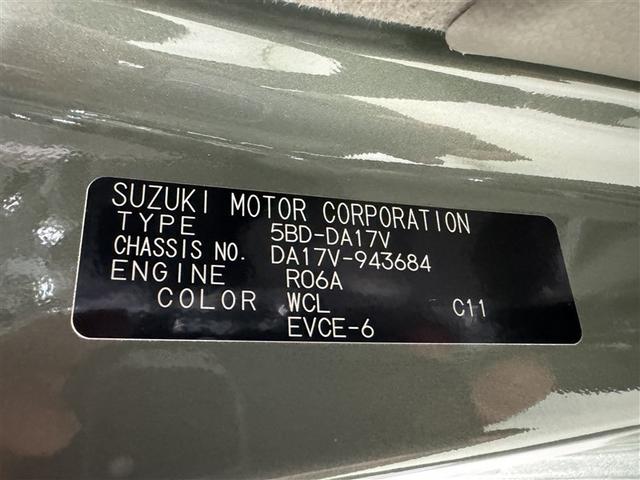 SUZUKI MOTOR CORPORATION
TYPE 5BD-DA17V
CHASSIS NO. DA17V-943684
ENGINE R06A
COLOR WCL C11
EVCE-6